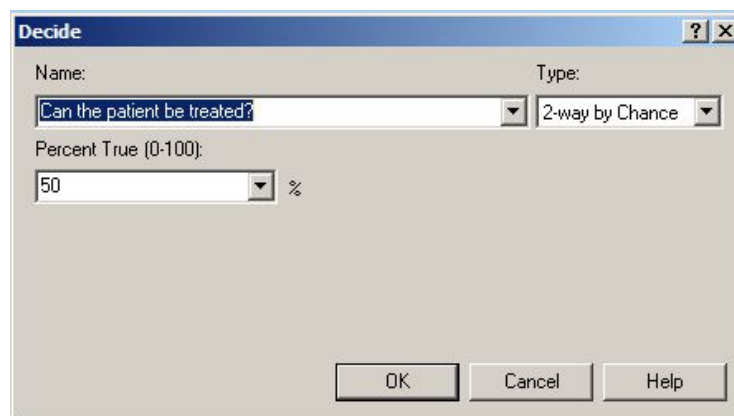 Decide
Name: Type:
Can the patient be treated? 2-way by Chance
Percent True (0-100):
50 %
OK Cancel Help